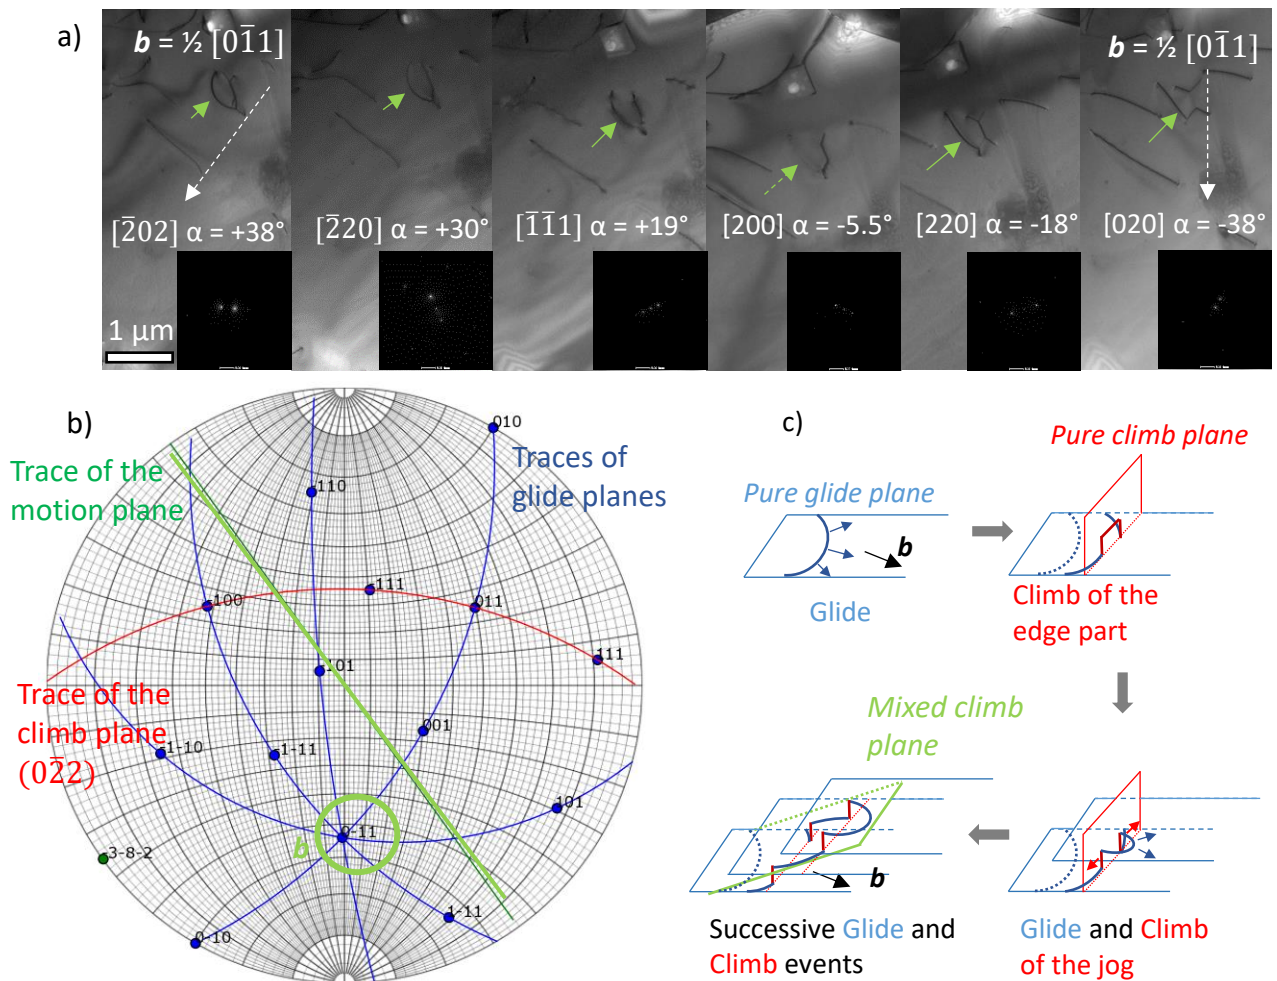 a)
b = ½ [01̅1]
b = ½ [01̅1]
[2̅02] α = +38°
[2̅20] α = +30°
[1̅1̅1] α = +19°
[200] α = -5.5°
[220] α = -18°
[020] α = -38°
1 µm
b)
Trace of the
motion plane
Traces of
glide planes
010
110
-100
-111
011
111
-101
Trace of the
climb plane
(02̅2)
001
-1-10
-1-11
101
0-11
b
-3-8-2
1-11
0-10
c)
Pure climb plane
Pure glide plane
b
Glide
Climb of the
edge part
Mixed climb
plane
b
Successive Glide and
Climb events
Glide and Climb
of the jog